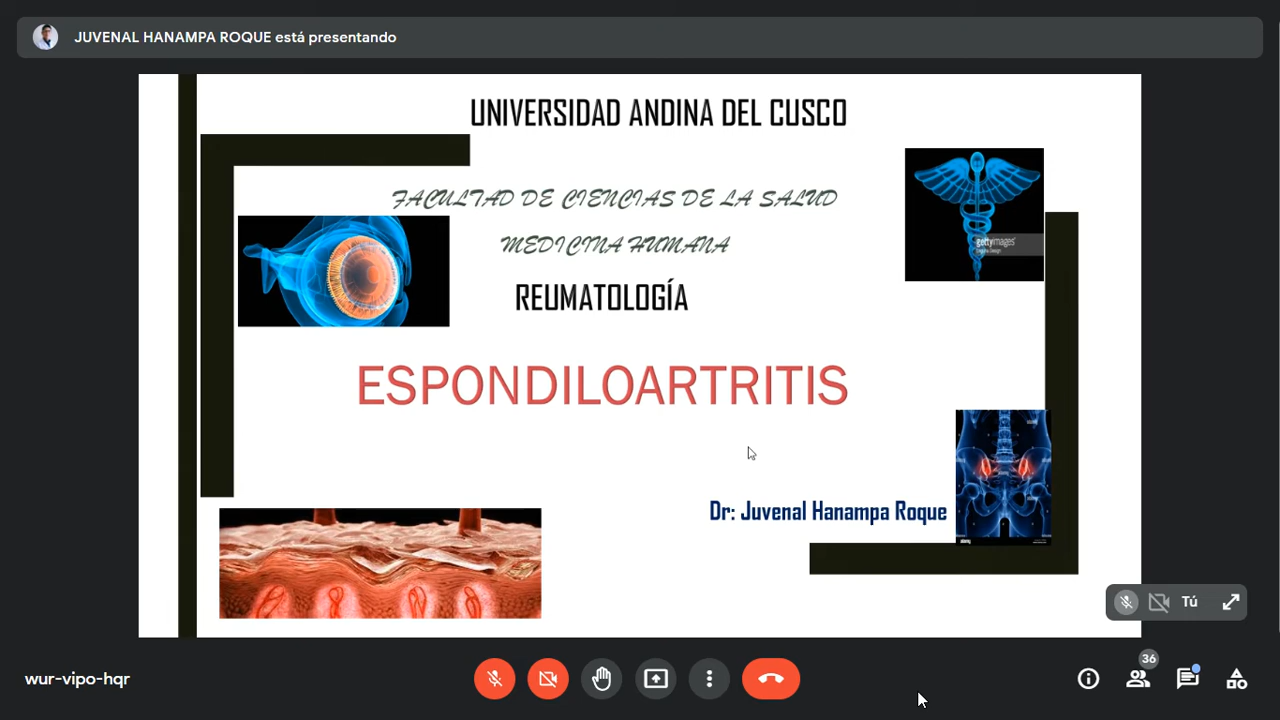 JUVENAL HANAMPA ROQUE está presentando
UNIVERSIDAD ANDINA DEL CUSCO
FACULTAD DE CIENCIAS DE LA SALUD
MEDICINA HUMANA
gettyimages
REUMATOLOGÍA
ESPONDILOARTRITIS
Dr: Juvenal Hanampa Roque
Tú
wur-vipo-hqr
36